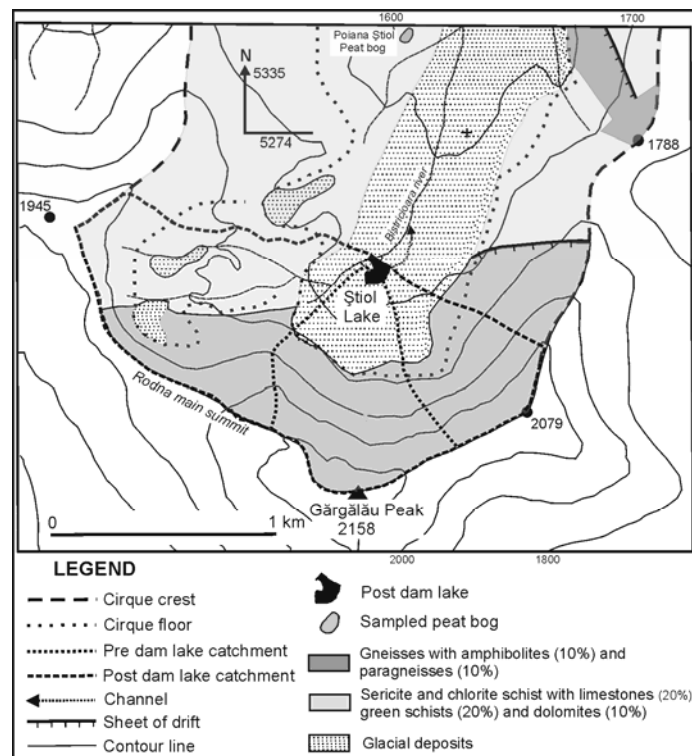 1600
1700
Poiana Ştiol
Peat bog
N
5335
5274
1788
1945
Bistricioara river
Ştiol
Lake
Rodna main summit
2079
Gărgălău Peak
2158
0
1 km
2000
1800
LEGEND
Cirque crest
Cirque floor
Pre dam lake catchment
Post dam lake catchment
Channel
Sheet of drift
Contour line
Post dam lake
Sampled peat bog
Gneisses with amphibolites (10%) and
paragneisses (10%)
Sericite and chlorite schist with limestones (20%)
green schists (20%) and dolomites (10%)
Glacial deposits